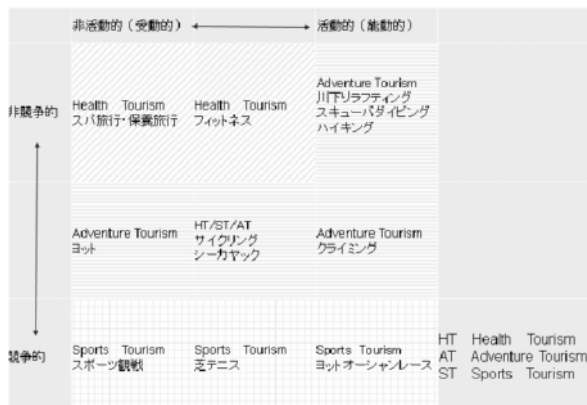 非活動的（受動的） 活動的（能動的）
非競争的
Health Tourism
スパ旅行・保養旅行
Health Tourism
フィットネス
Adventure Tourism
川下りラフティング
スキューバダイビング
ハイキング
Adventure Tourism
ヨット
HT/ST/AT
サイクリング
シーカヤック
Adventure Tourism
クライミング
競争的
Sports Tourism
スポーツ観戦
Sports Tourism
芝テニス
Sports Tourism
ヨットオーシャンレース
HT Health Tourism
AT Adventure Tourism
ST Sports Tourism